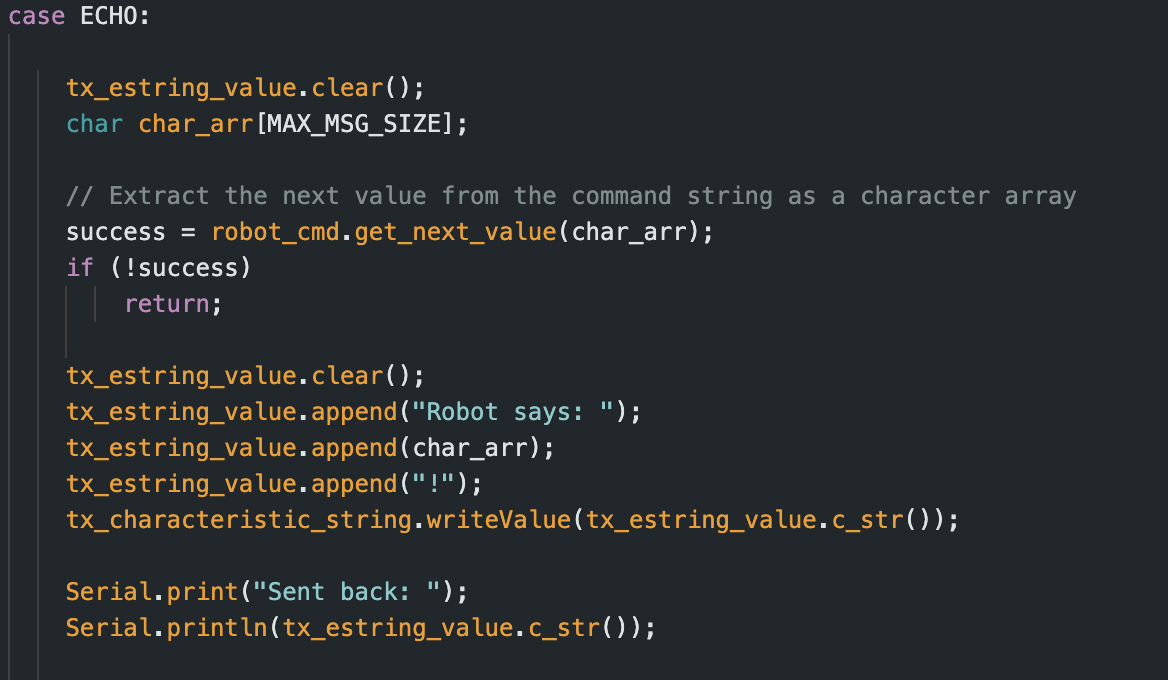 case ECHO:
tx_estring_value.clear();
char char_arr[MAX_MSG_SIZE];
// Extract the next value from the command string as a character array
success = robot_cmd.get_next_value(char_arr);
if (!success)
return;
tx_estring_value.clear();
tx_estring_value.append("Robot says: ");
tx_estring_value.append(char_arr);
tx_estring_value.append("!");
tx_characteristic_string.writeValue(tx_estring_value.c_str());
Serial.print("Sent back: ");
Serial.println(tx_estring_value.c_str());